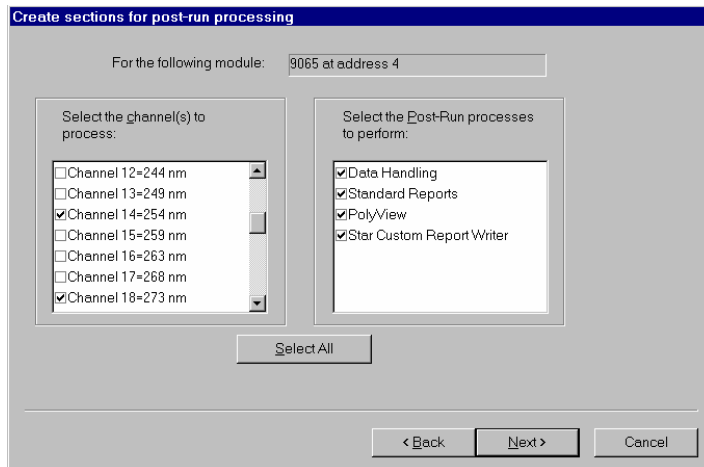 Create sections for post-run processing
For the following module: 9065 at address 4
Select the channel(s) to
process:
Channel 12=244 nm
Channel 13=249 nm
Channel 14=254 nm
Channel 15=259 nm
Channel 16=263 nm
Channel 17=268 nm
Channel 18=273 nm
Select the Post-Run processes
to perform:
Data Handling
Standard Reports
PolyView
Star Custom Report Writer
Select All
< Back
Next >
Cancel